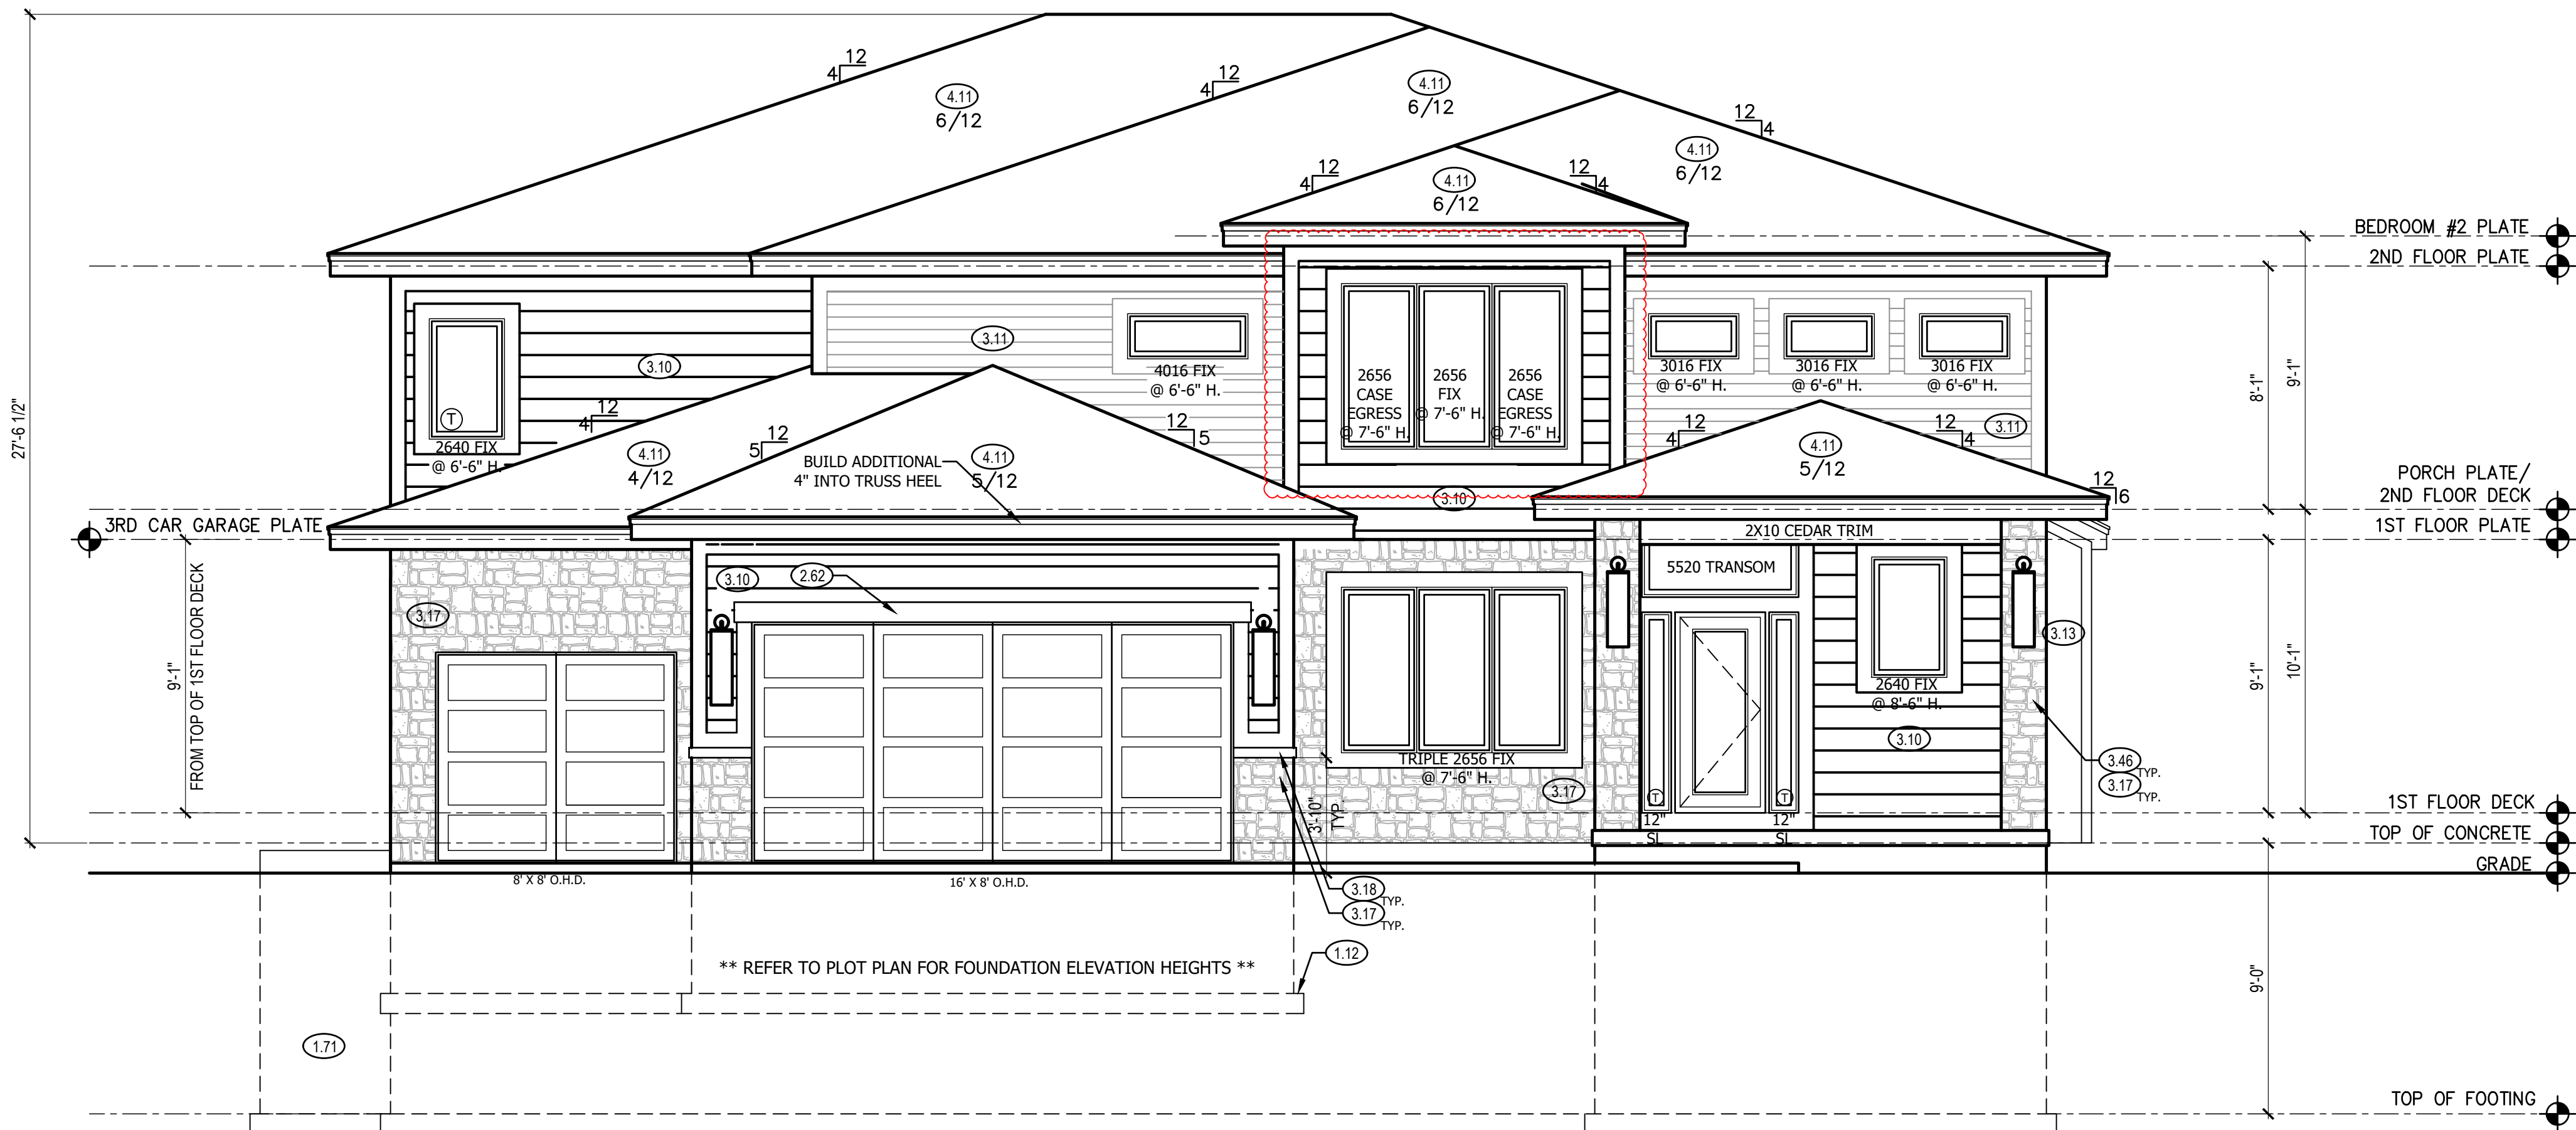 12
4
4.11
6/12
12
4
4.11
6/12
12
4
4.11
6/12
12
4
4.11
6/12
12
4
BEDROOM #2 PLATE
2ND FLOOR PLATE
27'-6 1/2"
3.10
3.11
4016 FIX
@ 6'-6" H.
2656
CASE
EGRESS
@ 7'-6" H.
2656
FIX
@ 7'-6" H.
2656
CASE
EGRESS
@ 7'-6" H.
3016 FIX
@ 6'-6" H.
3016 FIX
@ 6'-6" H.
3016 FIX
@ 6'-6" H.
8'-1"
9'-1"
T
2640 FIX
@ 6'-6" H.
12
4
4.11
4/12
12
5
4.11
5/12
12
5
BUILD ADDITIONAL
4" INTO TRUSS HEEL
3.10
12
4
4.11
5/12
12
4
3.11
12
6
PORCH PLATE/
2ND FLOOR DECK
1ST FLOOR PLATE
3RD CAR GARAGE PLATE
2X10 CEDAR TRIM
5520 TRANSOM
9'-1"
FROM TOP OF 1ST FLOOR DECK
3.17
3.10
2.62
3.13
2640 FIX
@ 8'-6" H.
3.10
9'-1"
10'-1"
TRIPLE 2656 FIX
@ 7'-6" H.
3.17
3'-10"
TYP.
T
T
12"
SL
12"
SL
3.46
TYP.
3.17
TYP.
1ST FLOOR DECK
TOP OF CONCRETE
GRADE
8' X 8' O.H.D.
16' X 8' O.H.D.
3.18
TYP.
3.17
TYP.
1.12
** REFER TO PLOT PLAN FOR FOUNDATION ELEVATION HEIGHTS **
9'-0"
1.71
TOP OF FOOTING